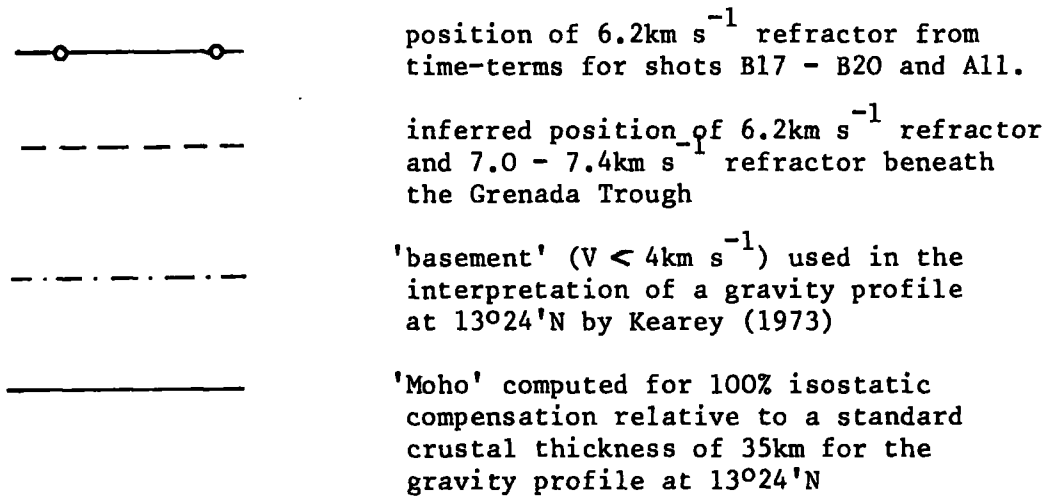 position of 6.2km s⁻¹ refractor from
time-terms for shots B17 - B20 and A11.
inferred position of 6.2km s⁻¹ refractor
and 7.0 - 7.4km s⁻¹ refractor beneath
the Grenada Trough
'basement' (V < 4km s⁻¹) used in the
interpretation of a gravity profile
at 13°24'N by Kearey (1973)
'Moho' computed for 100% isostatic
compensation relative to a standard
crustal thickness of 35km for the
gravity profile at 13°24'N